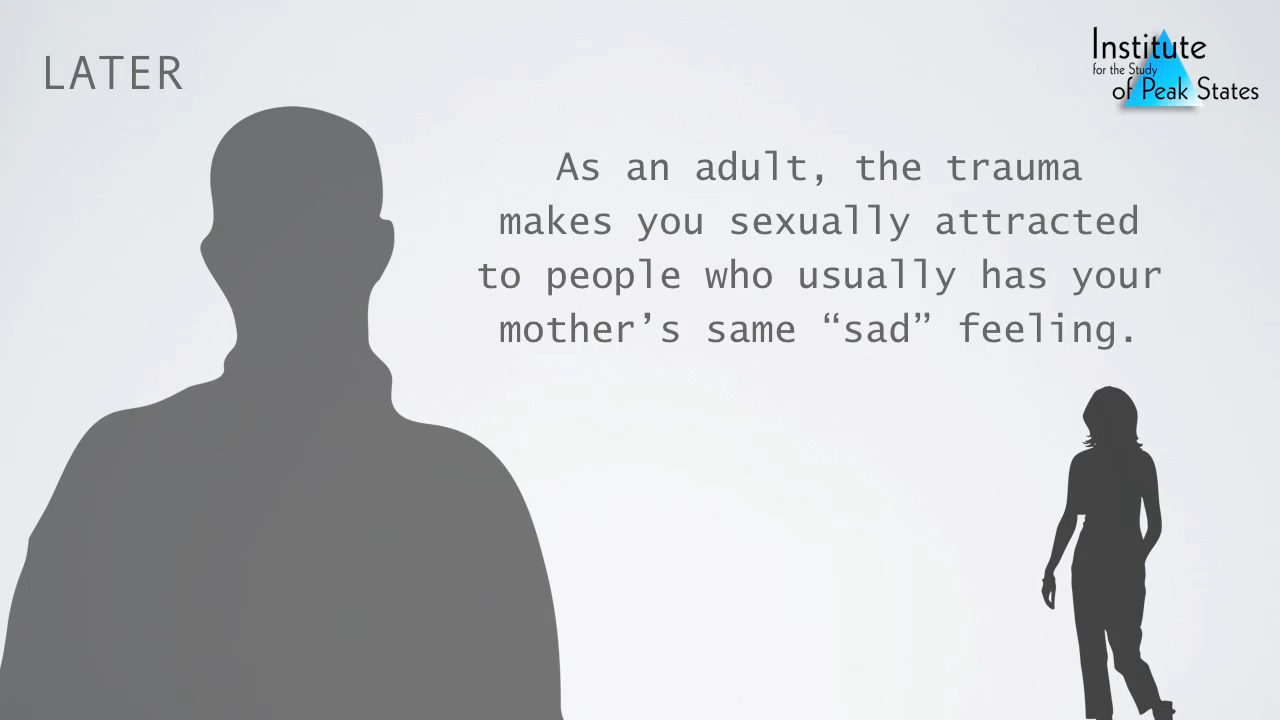 LATER
Institute
for the Study
of Peak States
As an adult, the trauma
makes you sexually attracted
to people who usually has your
mother’s same “sad” feeling.